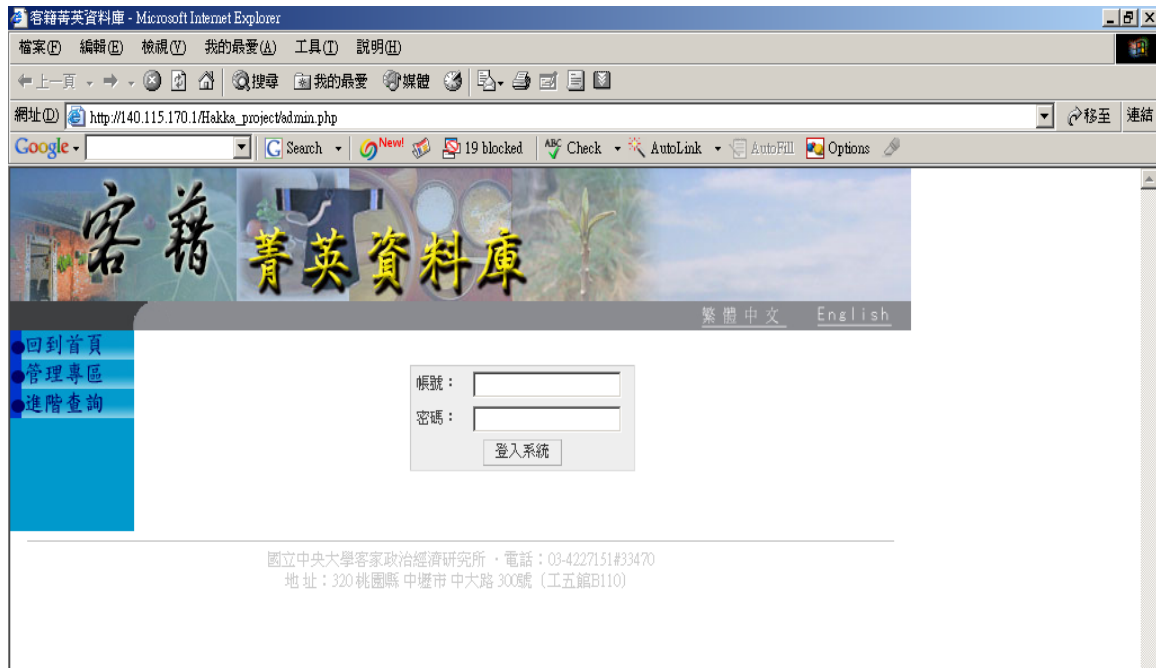 客籍菁英資料庫 - Microsoft Internet Explorer
檔案(F) 編輯(E) 檢視(V) 我的最愛(A) 工具(T) 說明(H)
上一頁 搜尋 我的最愛 媒體
網址(D) http://140.115.170.1/Hakka_project/admin.php 移至 連結
Google G Search New! 19 blocked ABC Check AutoLink AutoFill Options
客籍菁英資料庫
繁體中文 English
回到首頁
管理專區
進階查詢
帳號：
密碼：
登入系統
國立中央大學客家政治經濟研究所 、電話：03-4227151#33470
地 址：320 桃園縣 中壢市 中大路 300號（工五館B110）